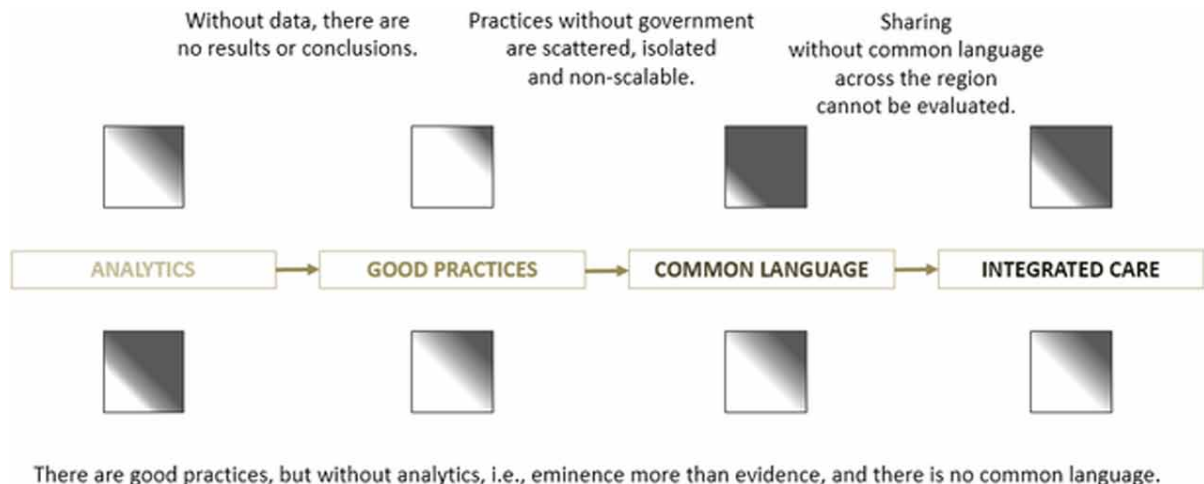 Without data, there are
no results or conclusions.
Practices without government
are scattered, isolated
and non-scalable.
Sharing
without common language
across the region
cannot be evaluated.
ANALYTICS
GOOD PRACTICES
COMMON LANGUAGE
INTEGRATED CARE
There are good practices, but without analytics, i.e., eminence more than evidence, and there is no common language.